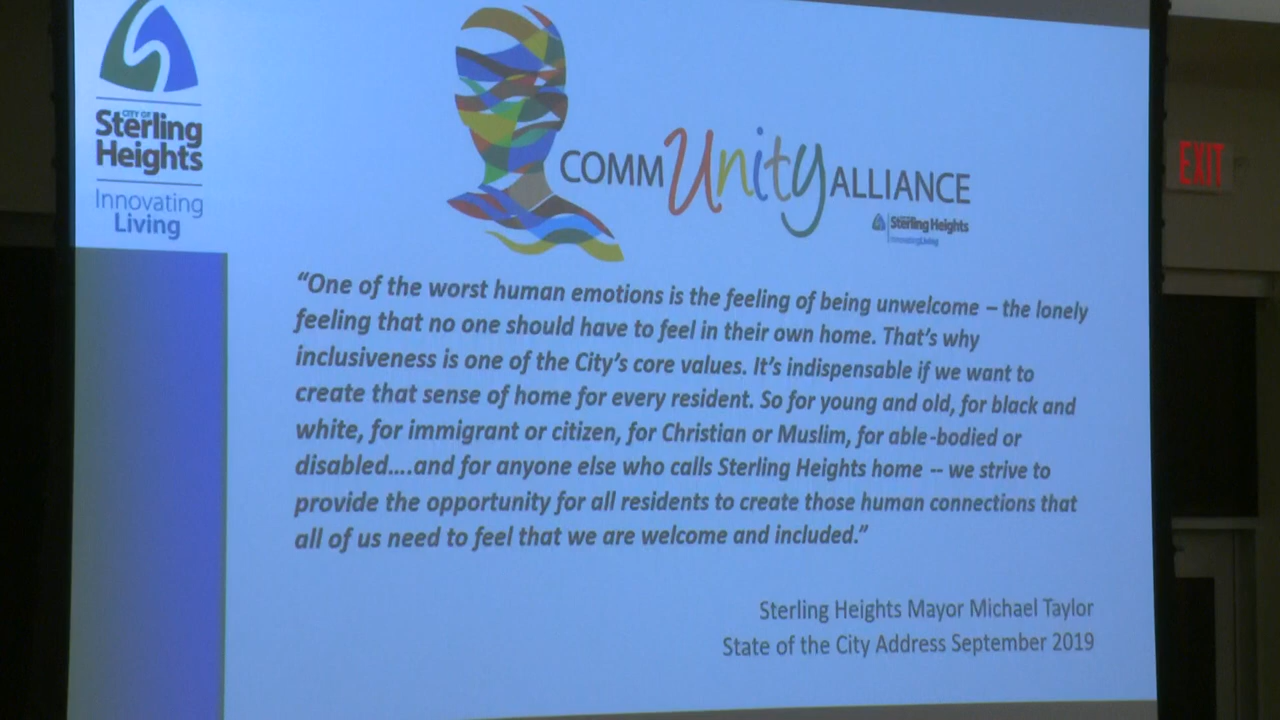 CITY OF
Sterling
Heights
Innovating
Living
COMMUnityALLIANCE
Sterling Heights
InnovatingLiving
EXIT
“One of the worst human emotions is the feeling of being unwelcome – the lonely
feeling that no one should have to feel in their own home. That’s why
inclusiveness is one of the City’s core values. It’s indispensable if we want to
create that sense of home for every resident. So for young and old, for black and
white, for immigrant or citizen, for Christian or Muslim, for able-bodied or
disabled....and for anyone else who calls Sterling Heights home -- we strive to
provide the opportunity for all residents to create those human connections that
all of us need to feel that we are welcome and included.”
Sterling Heights Mayor Michael Taylor
State of the City Address September 2019